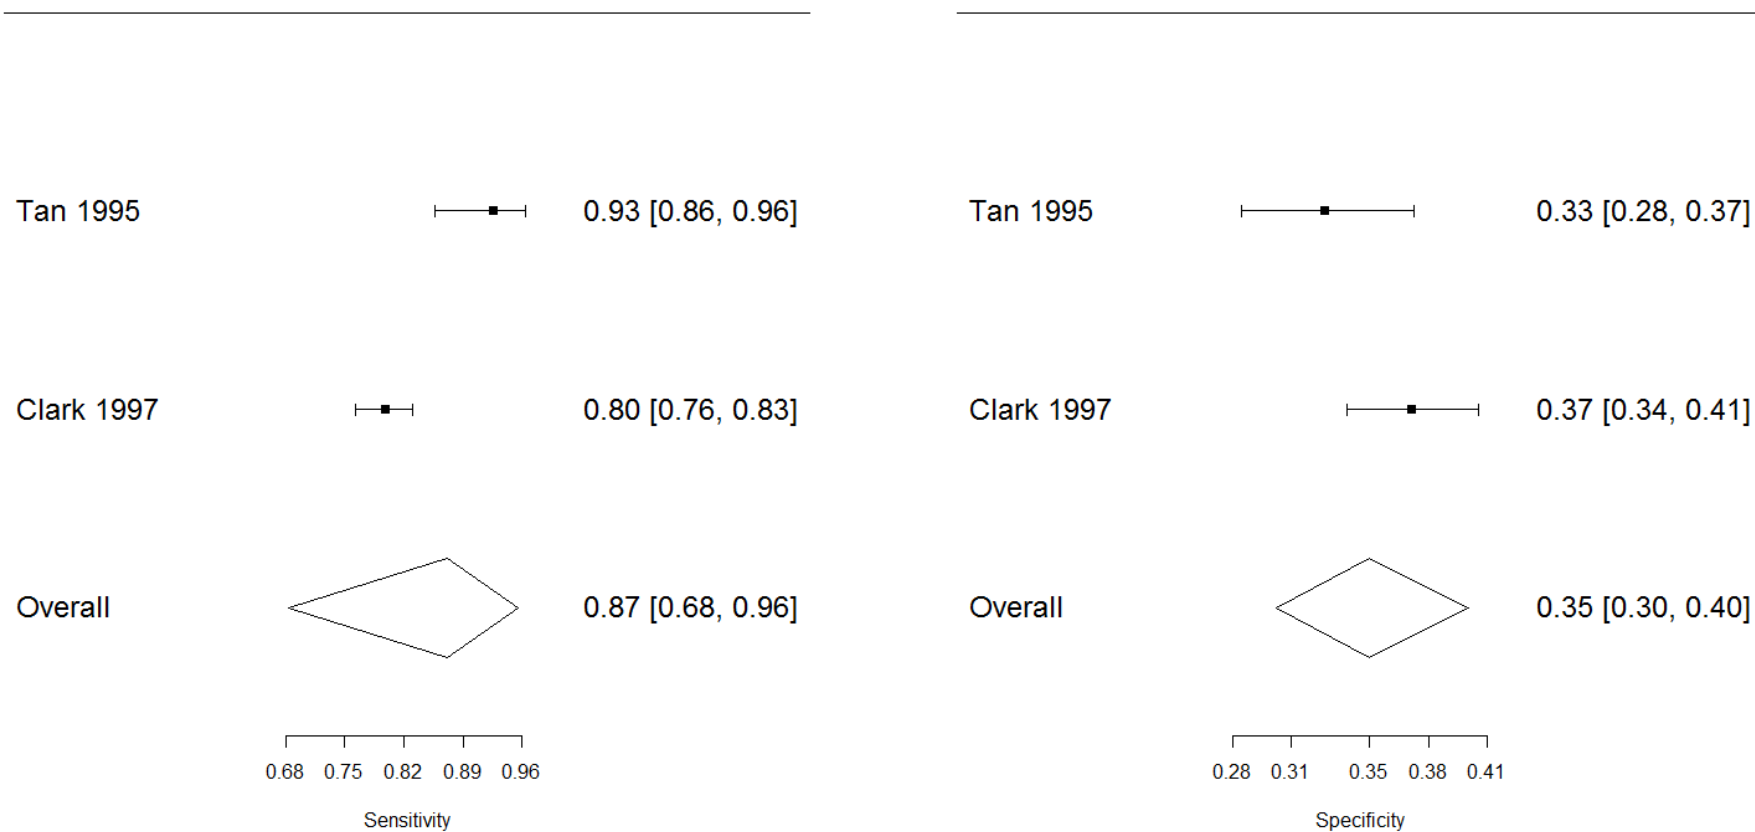 Tan 1995 0.93 [0.86, 0.96]
Clark 1997 0.80 [0.76, 0.83]
Overall 0.87 [0.68, 0.96]
0.68 0.75 0.82 0.89 0.96
Sensitivity
Tan 1995 0.33 [0.28, 0.37]
Clark 1997 0.37 [0.34, 0.41]
Overall 0.35 [0.30, 0.40]
0.28 0.31 0.35 0.38 0.41
Specificity